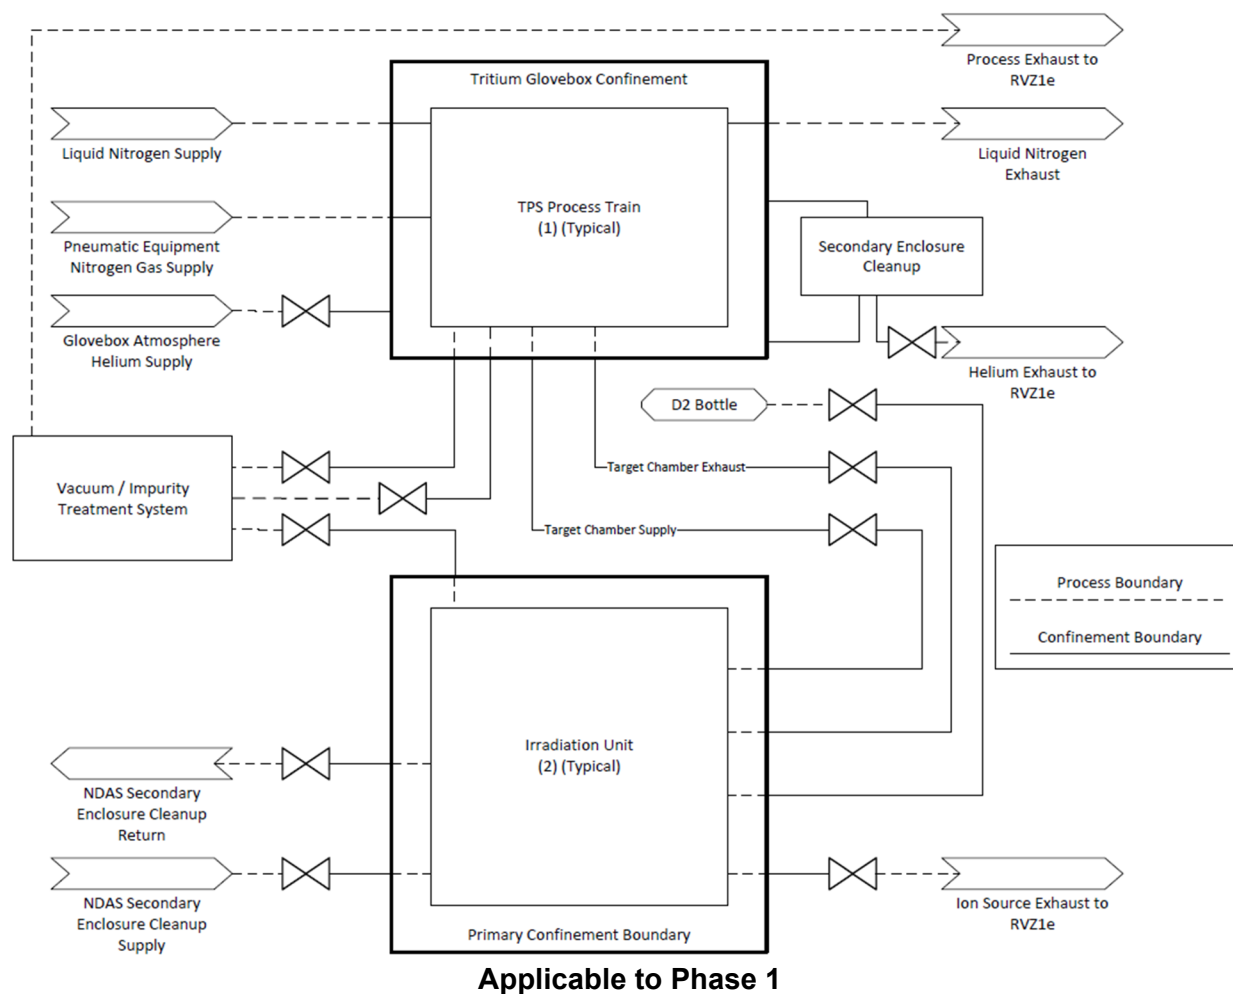 Process Exhaust to
RVZ1e
Tritium Glovebox Confinement
Liquid Nitrogen Supply
Liquid Nitrogen
Exhaust
TPS Process Train
(1) (Typical)
Pneumatic Equipment
Nitrogen Gas Supply
Secondary Enclosure
Cleanup
Glovebox Atmosphere
Helium Supply
Helium Exhaust to
RVZ1e
D2 Bottle
Target Chamber Exhaust
Vacuum / Impurity
Treatment System
Target Chamber Supply
Process Boundary
Confinement Boundary
Irradiation Unit
(2) (Typical)
NDAS Secondary
Enclosure Cleanup
Return
NDAS Secondary
Enclosure Cleanup
Supply
Ion Source Exhaust to
RVZ1e
Primary Confinement Boundary
Applicable to Phase 1